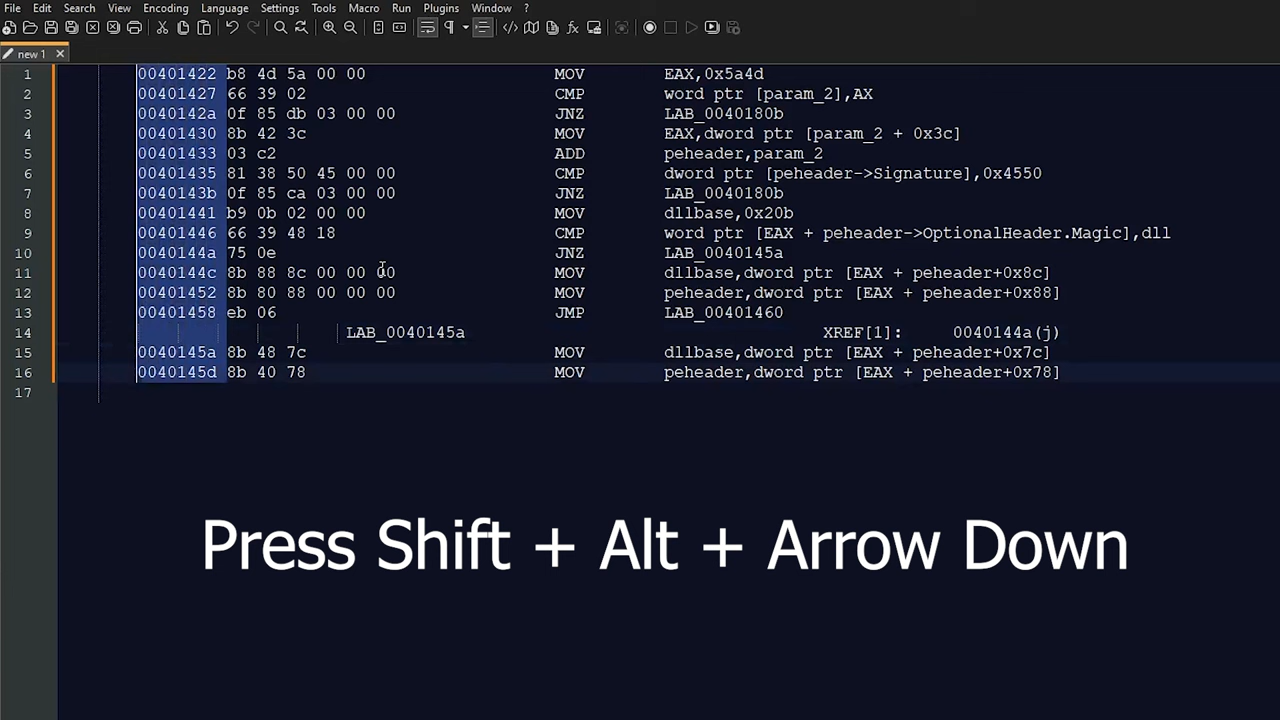 File Edit Search View Encoding Language Settings Tools Macro Run Plugins Window ?
new 1
1 00401422 b8 4d 5a 00 00 MOV EAX,0x5a4d
2 00401427 66 39 02 CMP word ptr [param_2],AX
3 0040142a 0f 85 db 03 00 00 JNZ LAB_0040180b
4 00401430 8b 42 3c MOV EAX,dword ptr [param_2 + 0x3c]
5 00401433 03 c2 ADD peheader,param_2
6 00401435 81 38 50 45 00 00 CMP dword ptr [peheader->Signature],0x4550
7 0040143b 0f 85 ca 03 00 00 JNZ LAB_0040180b
8 00401441 b9 0b 02 00 00 MOV dllbase,0x20b
9 00401446 66 39 48 18 CMP word ptr [EAX + peheader->OptionalHeader.Magic],dll
10 0040144a 75 0e JNZ LAB_0040145a
11 0040144c 8b 88 8c 00 00 00 MOV dllbase,dword ptr [EAX + peheader+0x8c]
12 00401452 8b 80 88 00 00 00 MOV peheader,dword ptr [EAX + peheader+0x88]
13 00401458 eb 06 JMP LAB_00401460
14 LAB_0040145a XREF[1]: 0040144a(j)
15 0040145a 8b 48 7c MOV dllbase,dword ptr [EAX + peheader+0x7c]
16 0040145d 8b 40 78 MOV peheader,dword ptr [EAX + peheader+0x78]
17
Press Shift + Alt + Arrow Down